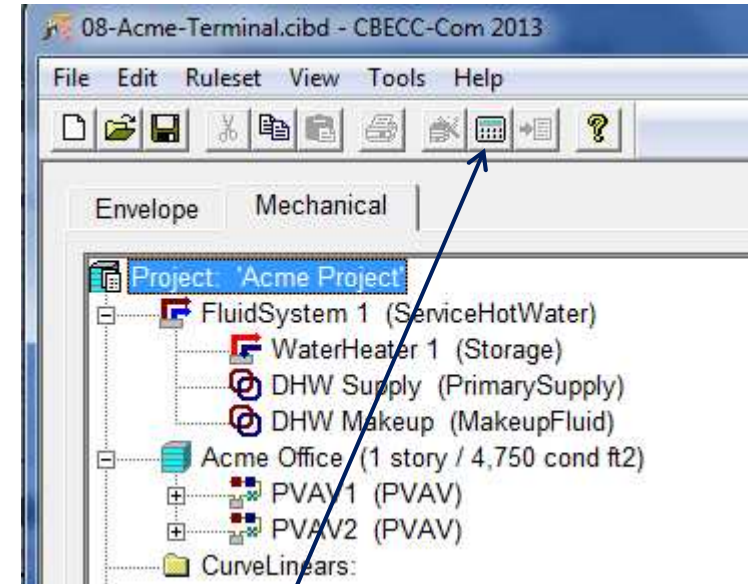 08-Acme-Terminal.cibd - CBECC-Com 2013
File Edit Ruleset View Tools Help
Envelope Mechanical
Project: 'Acme Project'
FluidSystem 1 (ServiceHotWater)
WaterHeater 1 (Storage)
DHW Supply (PrimarySupply)
DHW Makeup (MakeupFluid)
Acme Office (1 story / 4,750 cond ft2)
PVAV1 (PVAV)
PVAV2 (PVAV)
CurveLinears: